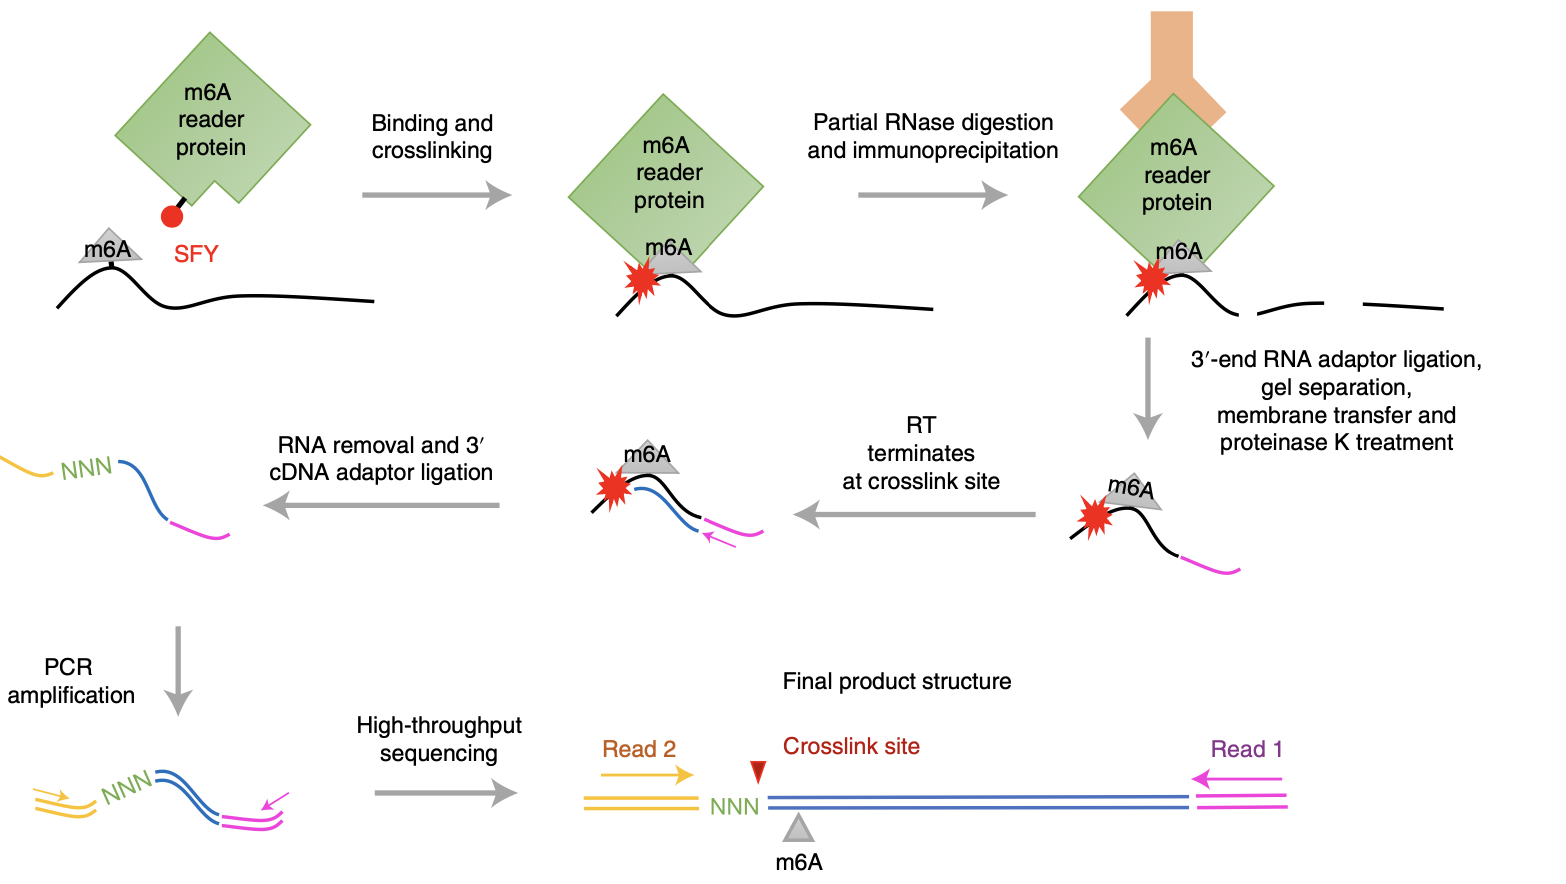 m6A
reader
protein
SFY
m6A
Binding and
crosslinking
m6A
reader
protein
m6A
Partial RNase digestion
and immunoprecipitation
m6A
reader
protein
m6A
3′-end RNA adaptor ligation,
gel separation,
membrane transfer and
proteinase K treatment
m6A
RT
terminates
at crosslink site
m6A
RNA removal and 3′
cDNA adaptor ligation
NNN
PCR
amplification
NNN
High-throughput
sequencing
Final product structure
Read 2
Crosslink site
Read 1
NNN
m6A